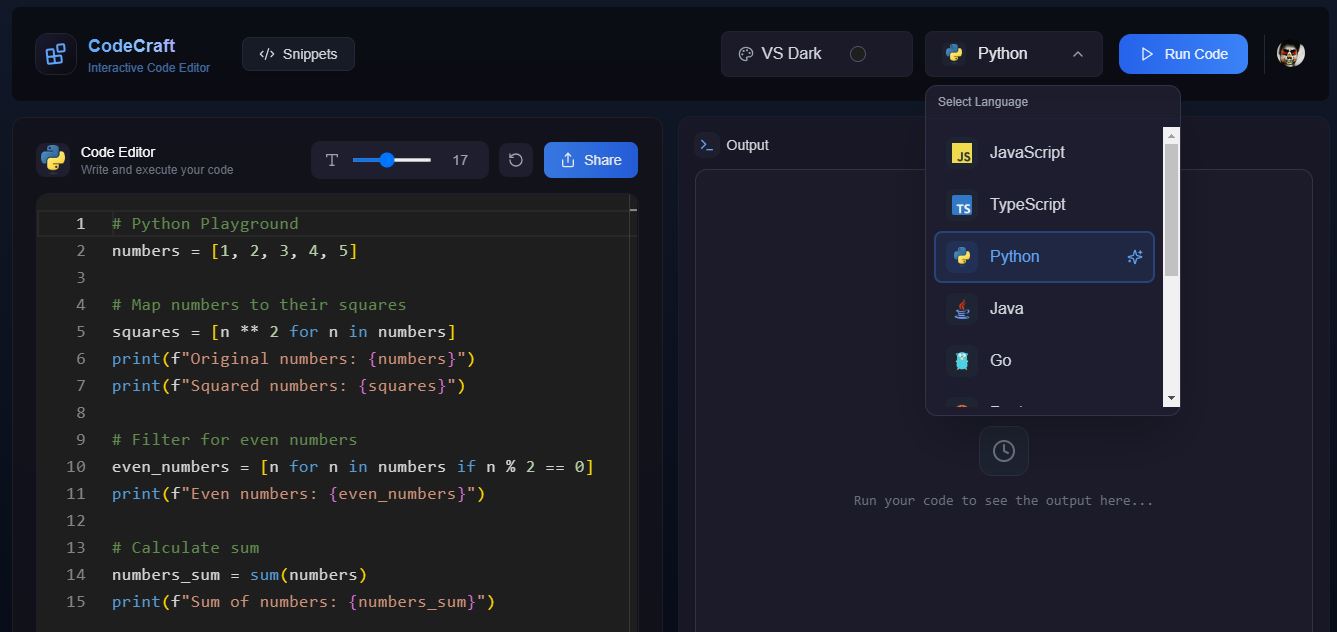 CodeCraft
Interactive Code Editor
</> Snippets
VS Dark
Python
Run Code
Code Editor
Write and execute your code
T
17
Share
1 # Python Playground
2 numbers = [1, 2, 3, 4, 5]
3
4 # Map numbers to their squares
5 squares = [n ** 2 for n in numbers]
6 print(f"Original numbers: {numbers}")
7 print(f"Squared numbers: {squares}")
8
9 # Filter for even numbers
10 even_numbers = [n for n in numbers if n % 2 == 0]
11 print(f"Even numbers: {even_numbers}")
12
13 # Calculate sum
14 numbers_sum = sum(numbers)
15 print(f"Sum of numbers: {numbers_sum}")
Output
Select Language
JS JavaScript
TS TypeScript
Python
Java
Go
Run your code to see the output here...